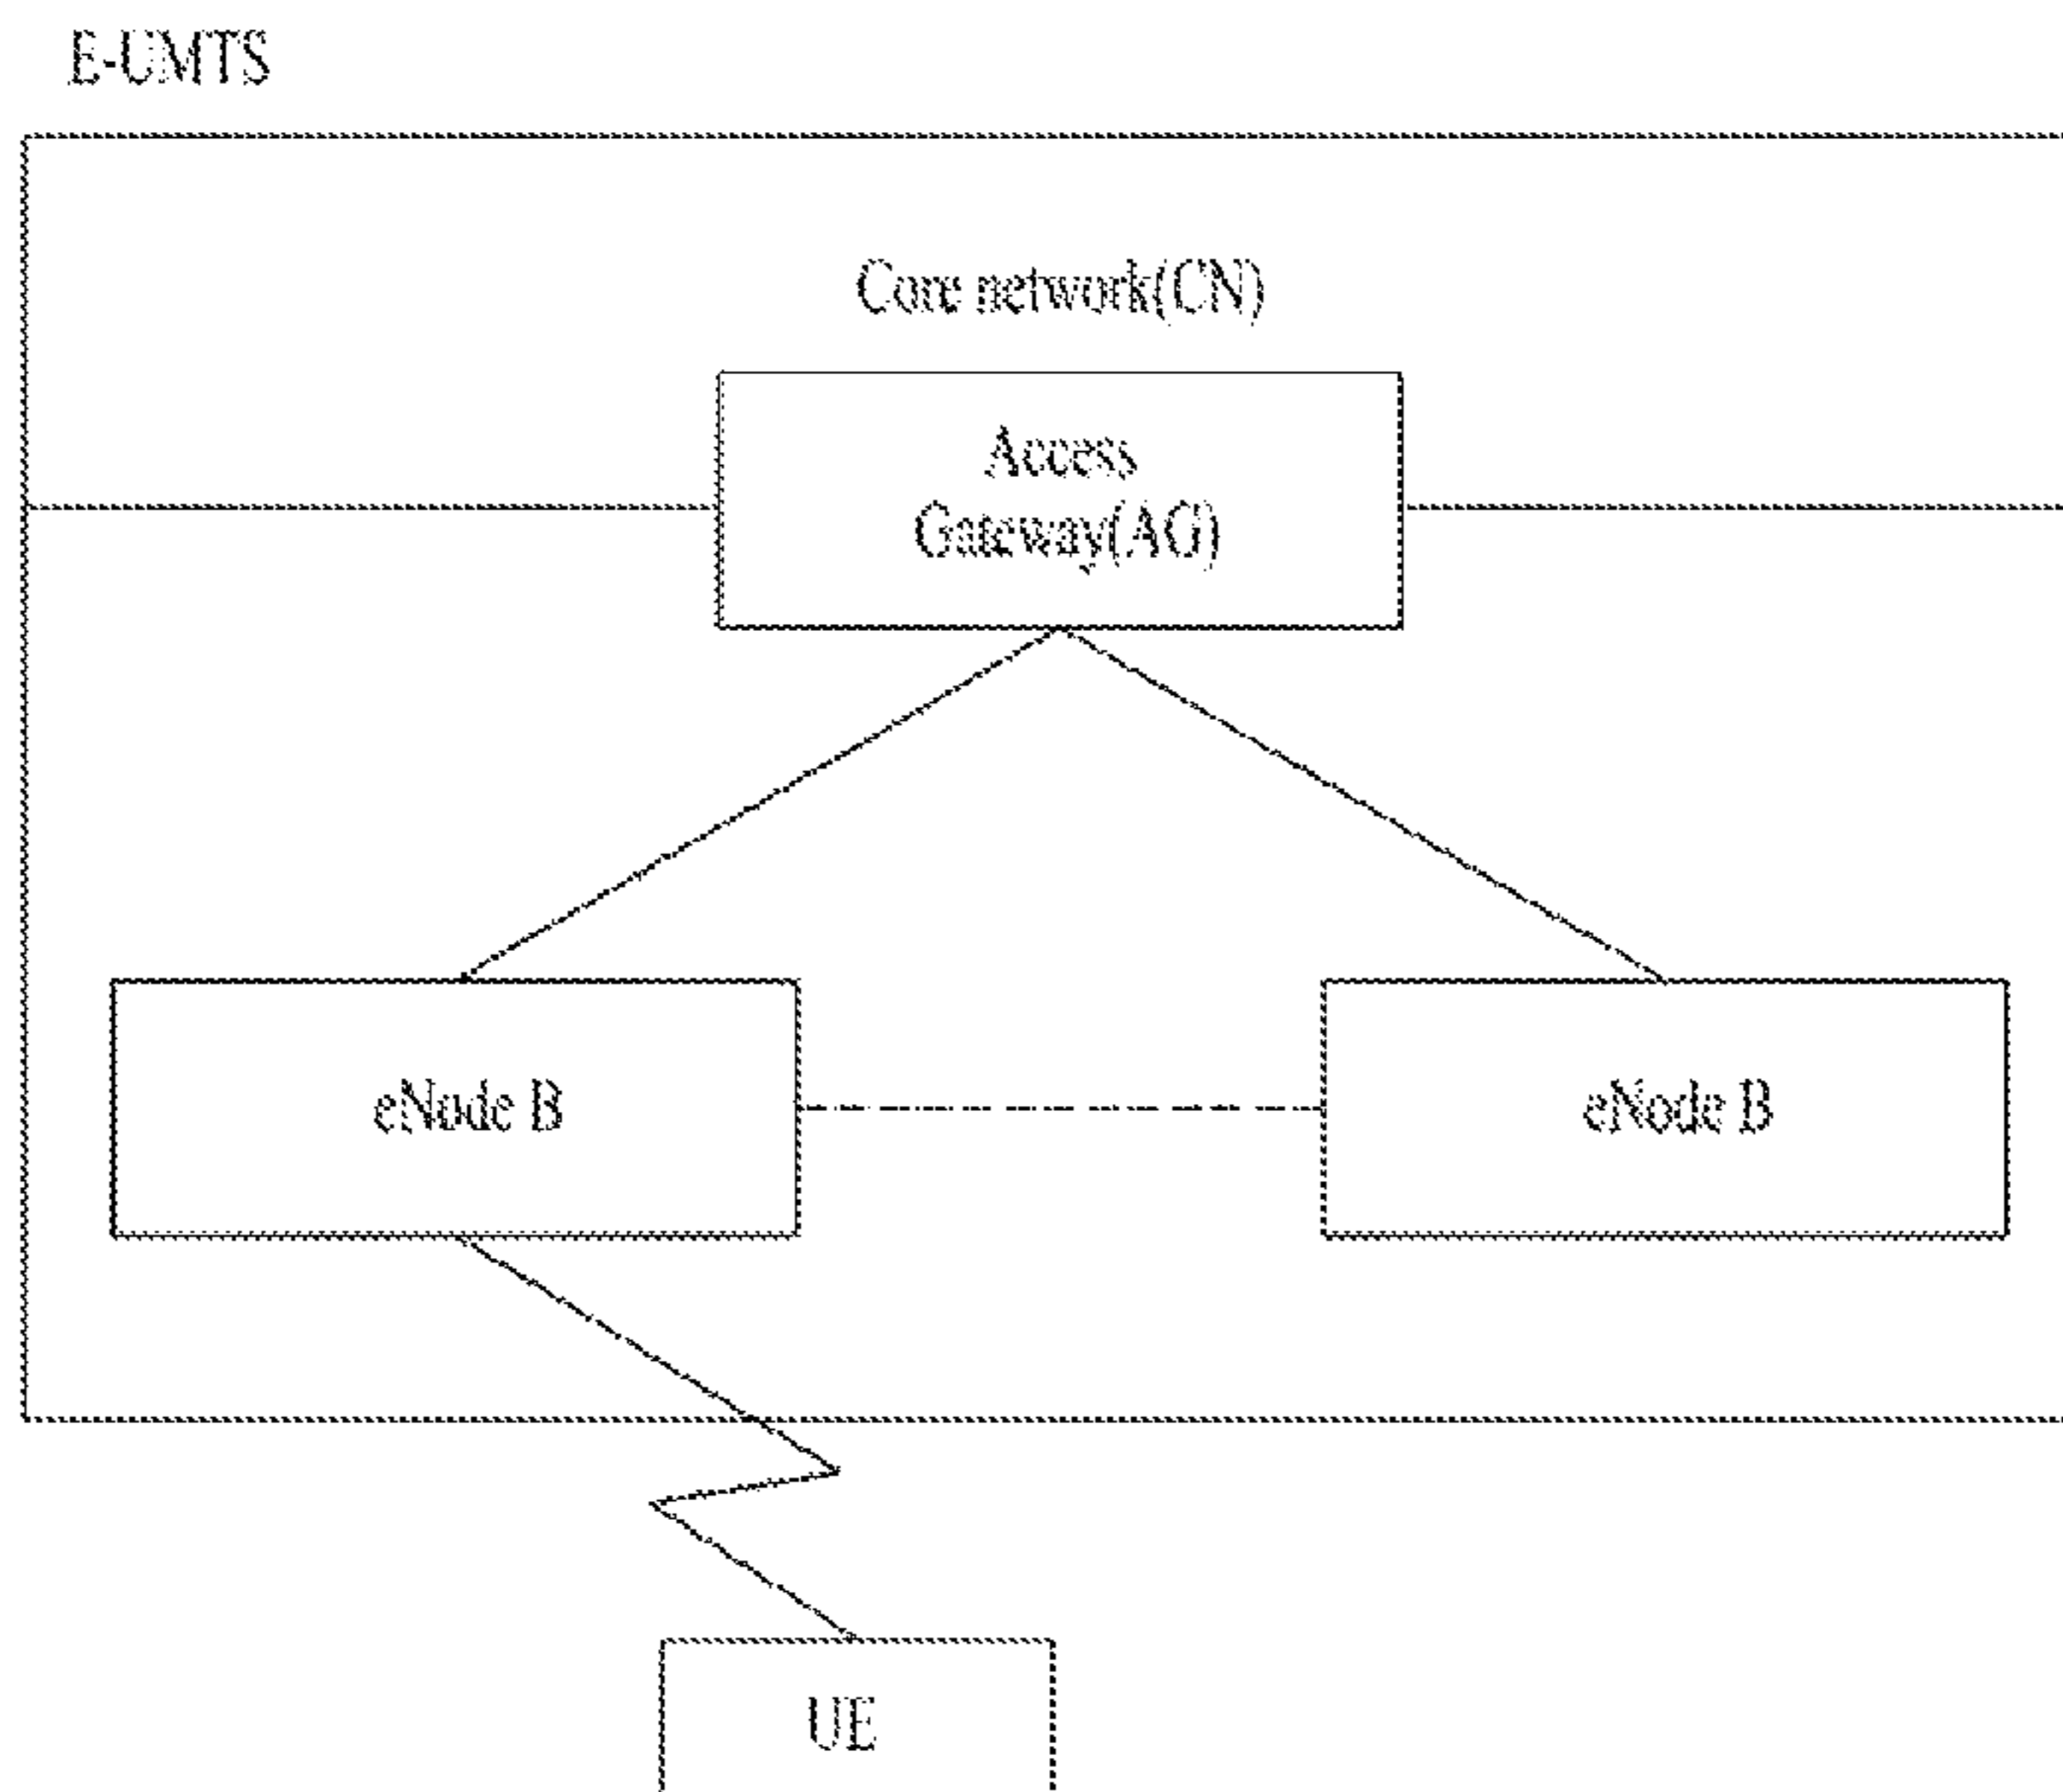 E-UMTS
Core network(CN)
Access
Gateway(AG)
eNode B
eNode B
UE